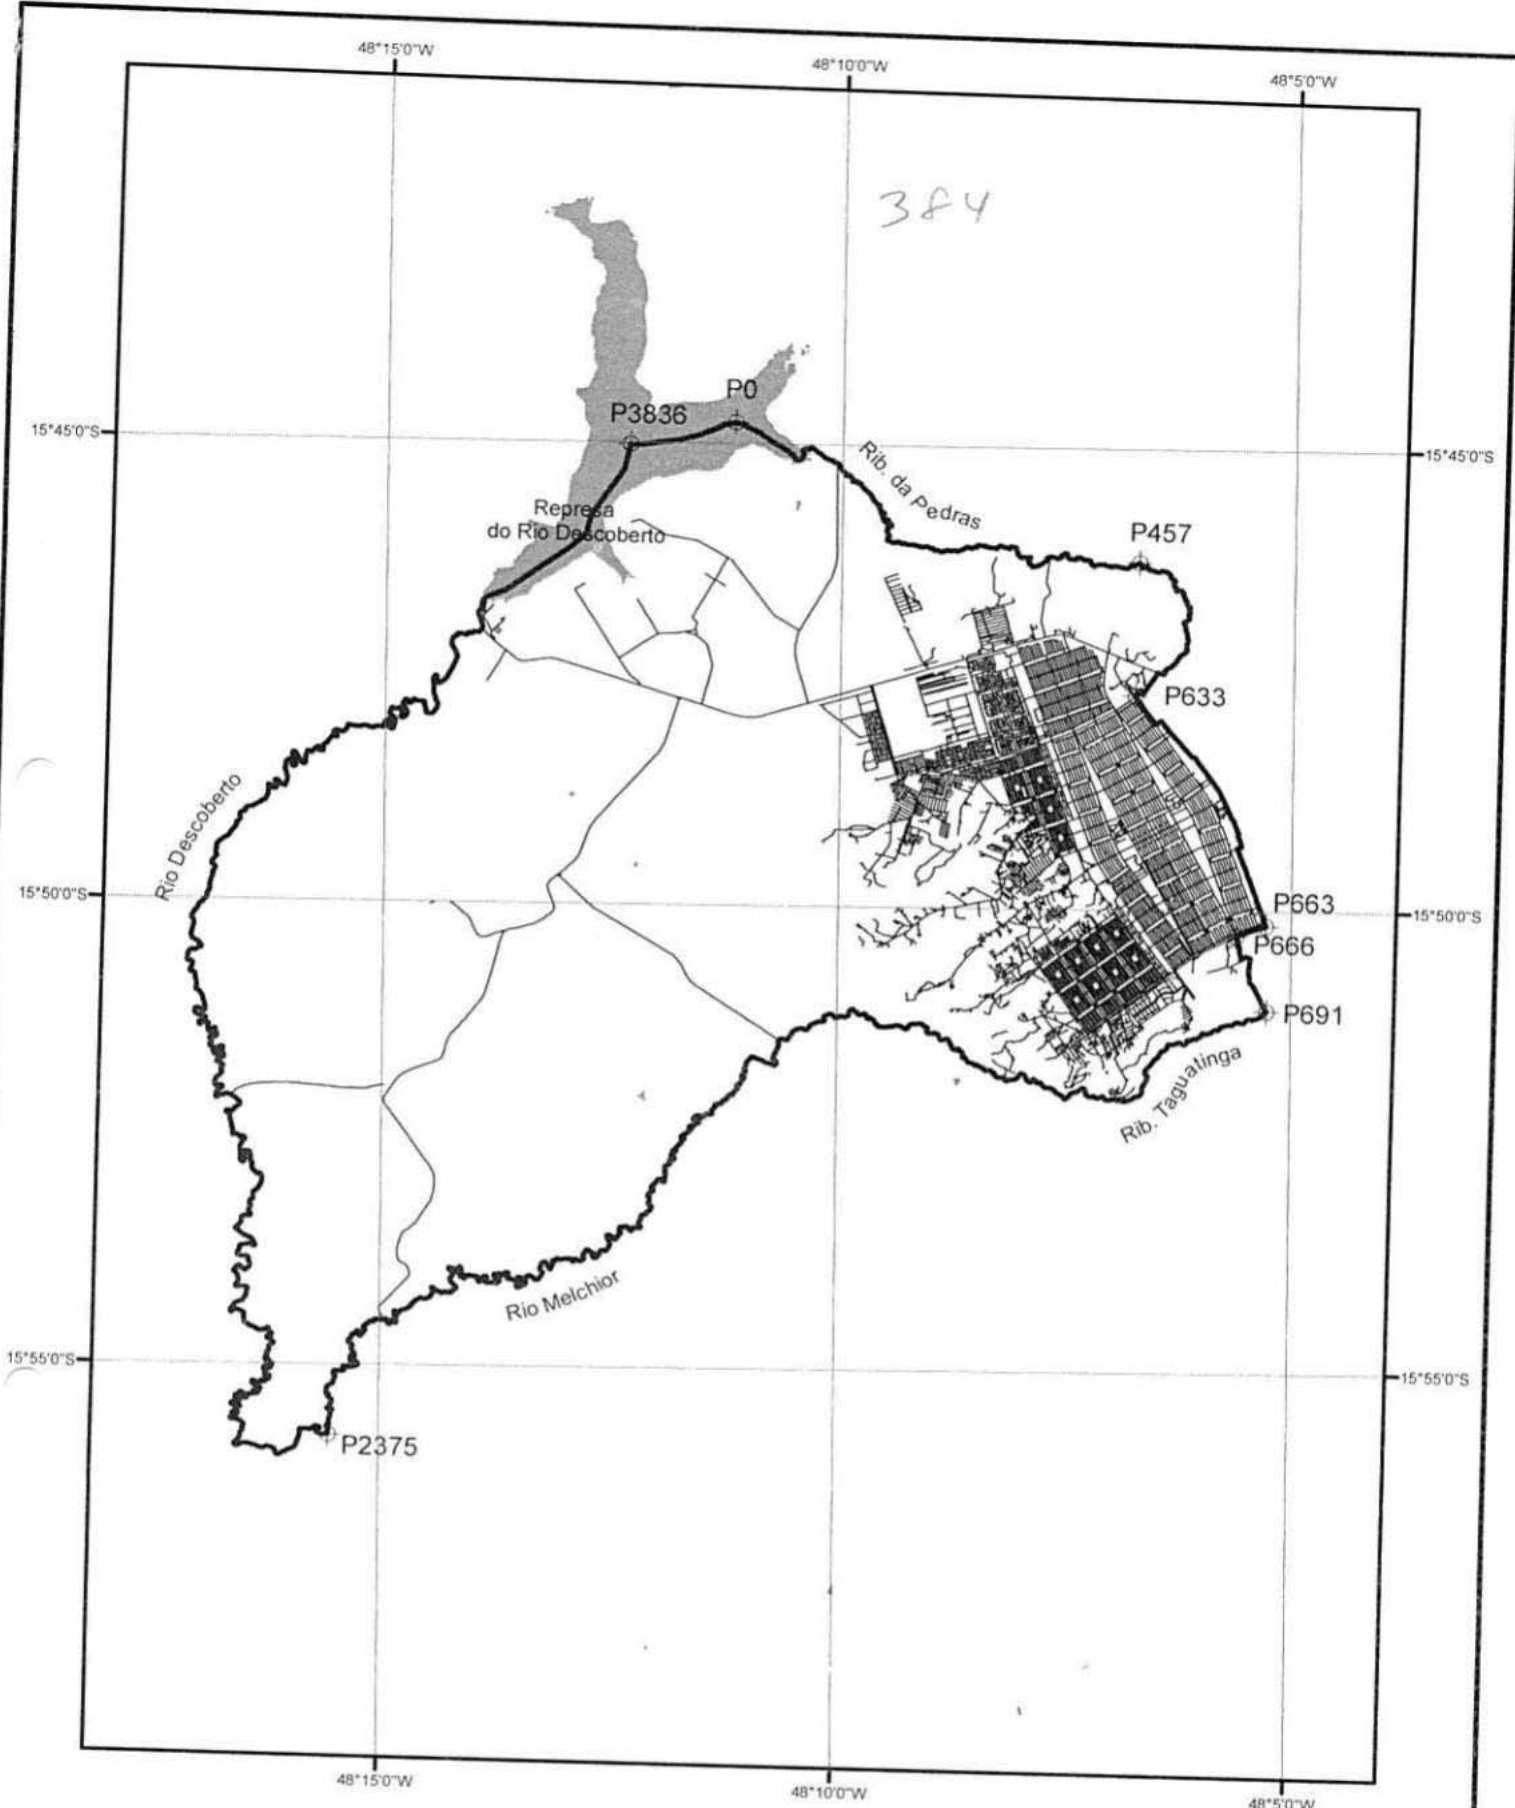 48°15'0"W
48°10'0"W
48°5'0"W
384
P0
P3836
15°45'0"S
15°45'0"S
Rib. da Pedras
Represa
do Rio Descoberto
P457
P633
Rio Descoberto
15°50'0"S
P663
15°50'0"S
P666
P691
Rib. Taguatinga
Rio Melchior
15°55'0"S
15°55'0"S
P2375
48°15'0"W
48°10'0"W
48°5'0"W